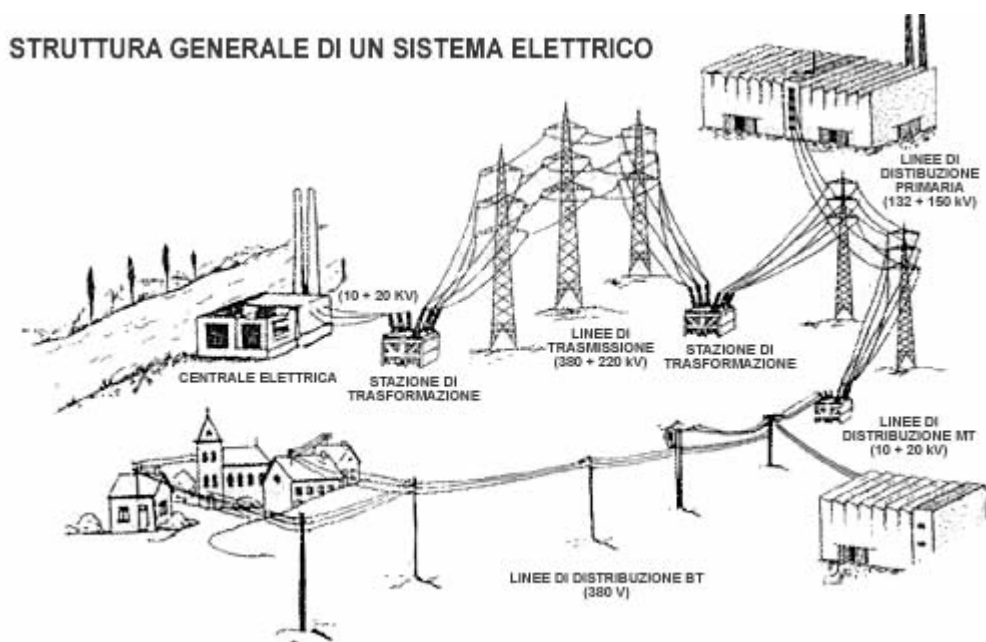 STRUTTURA GENERALE DI UN SISTEMA ELETTRICO
LINEE DI
DISTIBUZIONE
PRIMARIA
(132 + 150 kV)
(10 + 20 KV)
CENTRALE ELETTRICA
STAZIONE DI
TRASFORMAZIONE
LINEE DI
TRASMISSIONE
(380 + 220 kV)
STAZIONE DI
TRASFORMAZIONE
LINEE DI
DISTRIBUZIONE MT
(10 + 20 kV)
LINEE DI DISTRIBUZIONE BT
(380 V)